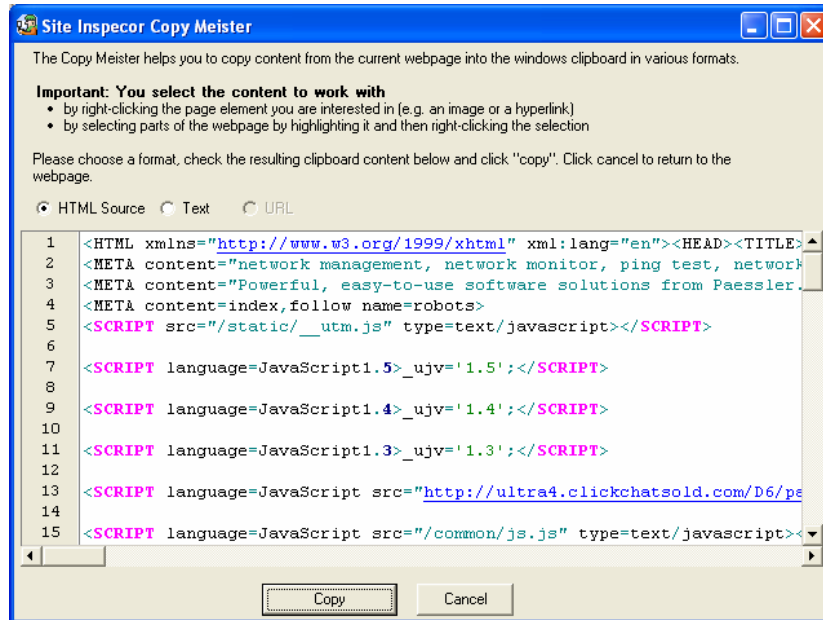 Site Inspecor Copy Meister
The Copy Meister helps you to copy content from the current webpage into the windows clipboard in various formats.
Important: You select the content to work with
• by right-clicking the page element you are interested in (e.g. an image or a hyperlink)
• by selecting parts of the webpage by highlighting it and then right-clicking the selection
Please choose a format, check the resulting clipboard content below and click "copy". Click cancel to return to the
webpage.
HTML Source Text URL
1 <HTML xmlns="http://www.w3.org/1999/xhtml" xml:lang="en"><HEAD><TITLE>
2 <META content="network management, network monitor, ping test, network
3 <META content="Powerful, easy-to-use software solutions from Paessler.
4 <META content=index,follow name=robots>
5 <SCRIPT src="/static/__utm.js" type=text/javascript></SCRIPT>
6
7 <SCRIPT language=JavaScript1.5>_ujv='1.5';</SCRIPT>
8
9 <SCRIPT language=JavaScript1.4>_ujv='1.4';</SCRIPT>
10
11 <SCRIPT language=JavaScript1.3>_ujv='1.3';</SCRIPT>
12
13 <SCRIPT language=JavaScript src="http://ultra4.clickchatsold.com/D6/pa
14
15 <SCRIPT language=JavaScript src="/common/js.js" type=text/javascript><
Copy Cancel